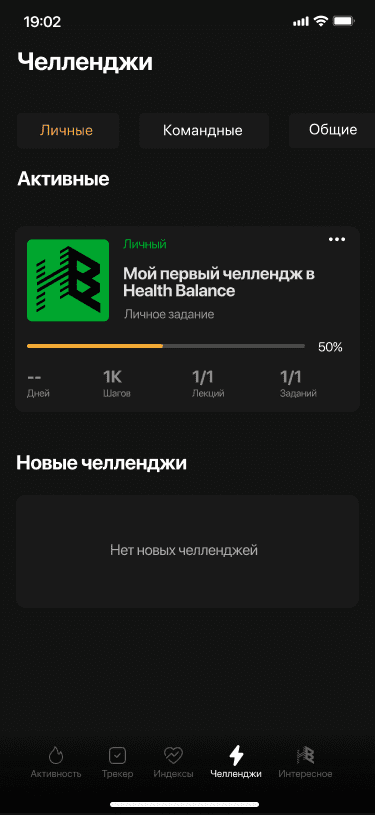 19:02
Челленджи
Личные
Командные
Общие
Активные
Личный
Мой первый челлендж в
Health Balance
Личное задание
50%
-- 1K 1/1 1/1
Дней Шагов Лекций Заданий
Новые челленджи
Нет новых челленджей
Активность Трекер Индексы Челленджи Интересное